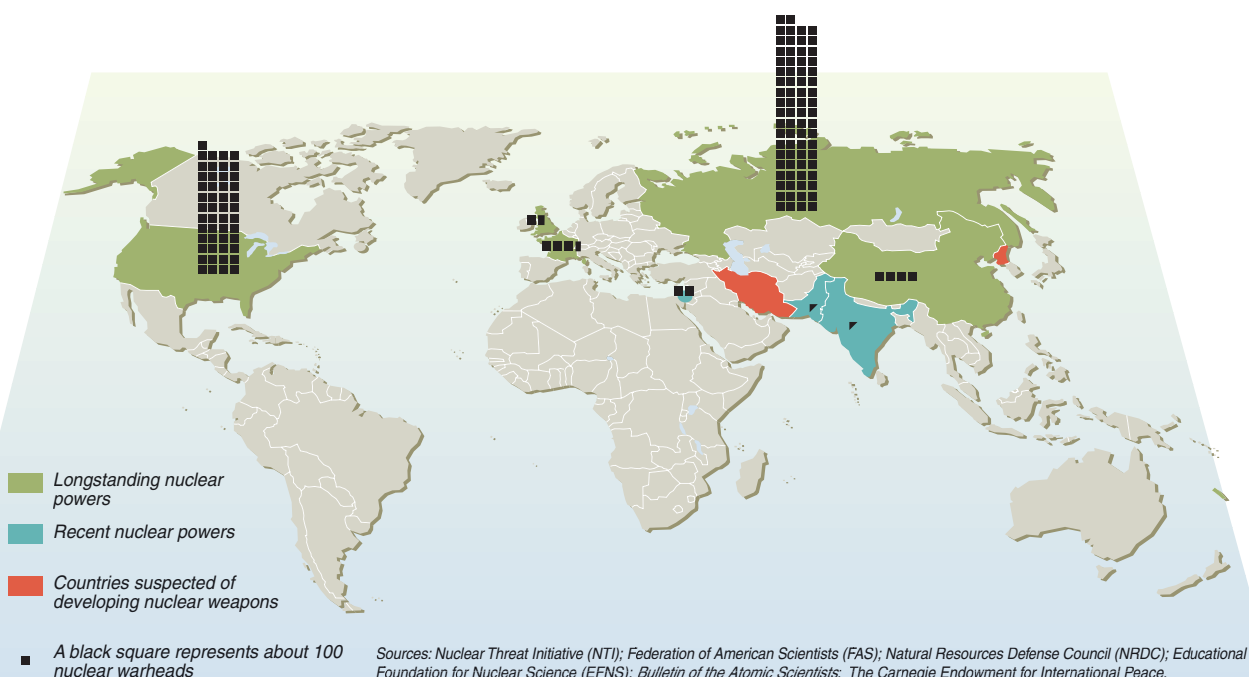 Longstanding nuclear
powers
Recent nuclear powers
Countries suspected of
developing nuclear weapons
A black square represents about 100
nuclear warheads
Sources: Nuclear Threat Initiative (NTI); Federation of American Scientists (FAS); Natural Resources Defense Council (NRDC); Educational
Foundation for Nuclear Science (EFNS); Bulletin of the Atomic Scientists; The Carnegie Endowment for International Peace.